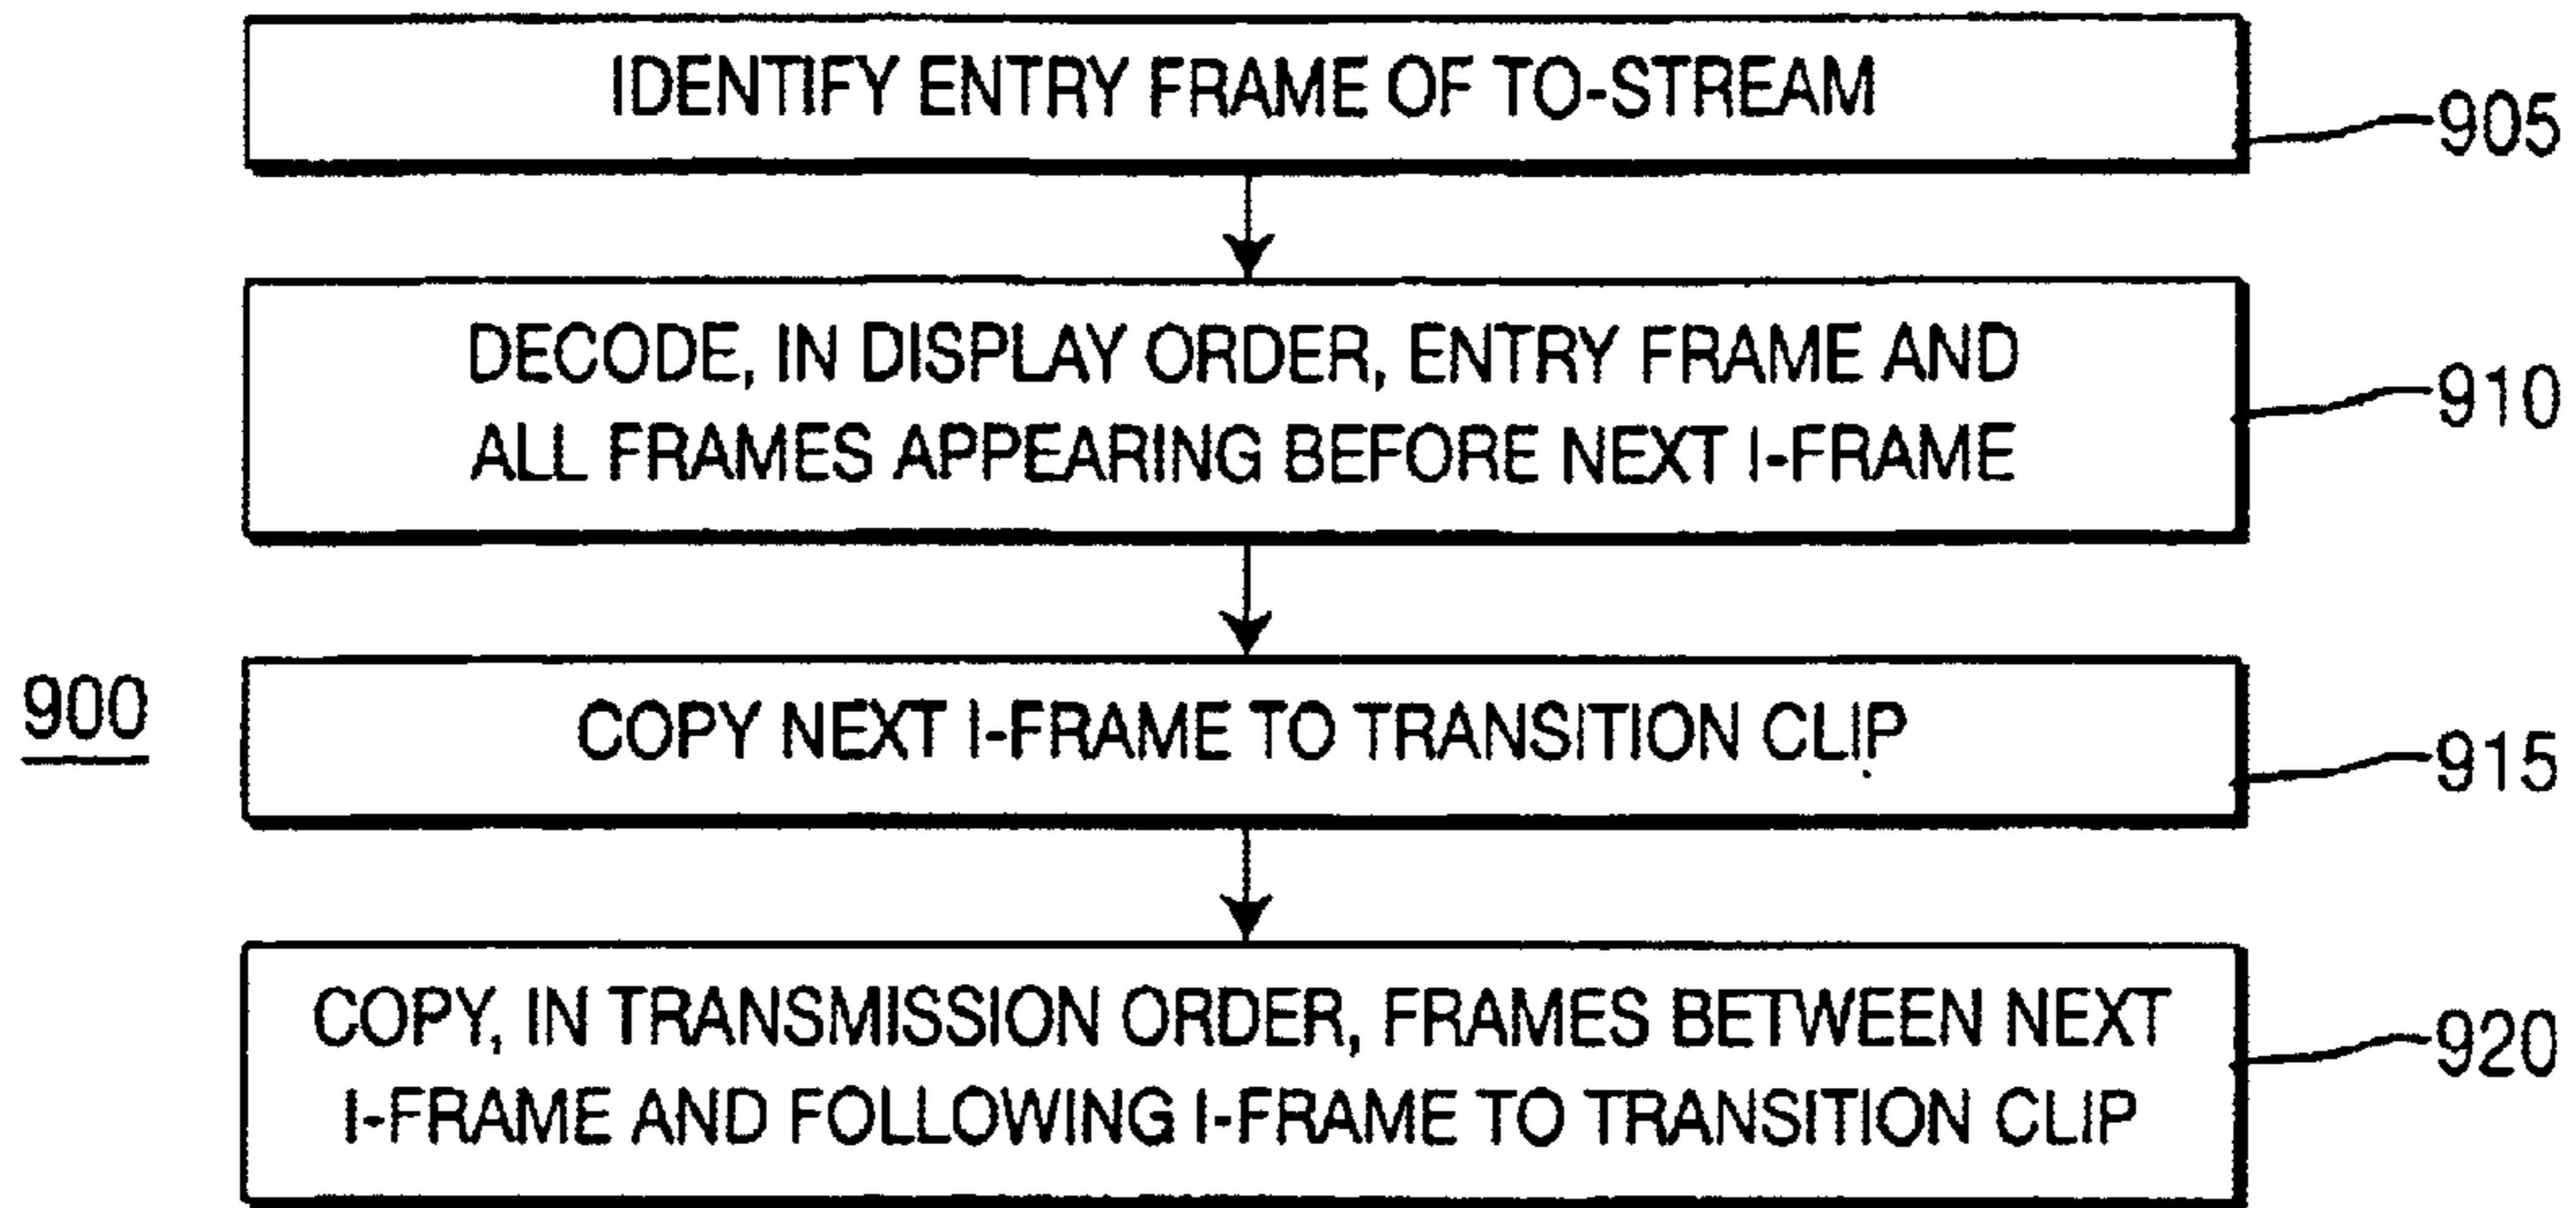 IDENTIFY ENTRY FRAME OF TO-STREAM
905
DECODE, IN DISPLAY ORDER, ENTRY FRAME AND
ALL FRAMES APPEARING BEFORE NEXT I-FRAME
910
900
COPY NEXT I-FRAME TO TRANSITION CLIP
915
COPY, IN TRANSMISSION ORDER, FRAMES BETWEEN NEXT
I-FRAME AND FOLLOWING I-FRAME TO TRANSITION CLIP
920